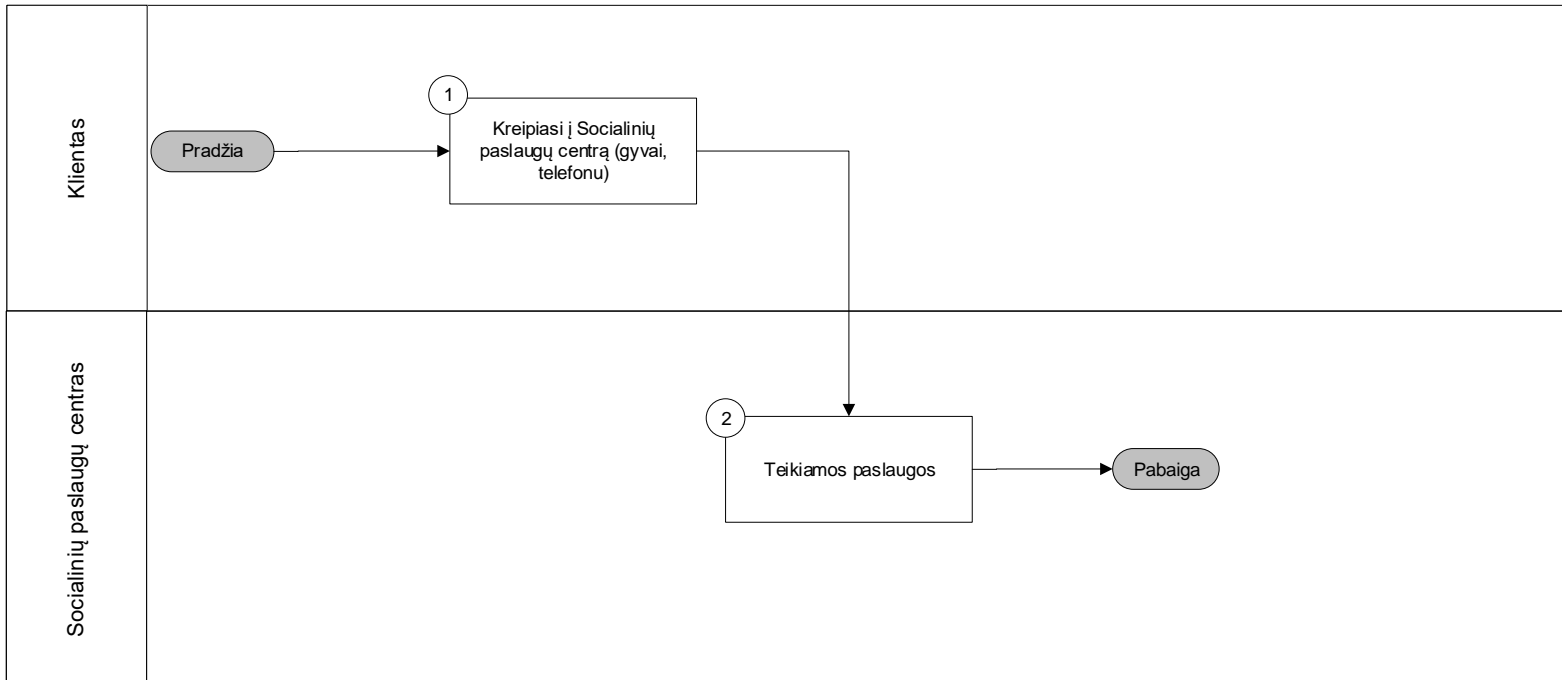 Klientas
Pradžia
1
Kreipiasi į Socialinių
paslaugų centrą (gyvai,
telefonu)
Socialinių paslaugų centras
2
Teikiamos paslaugos
Pabaiga